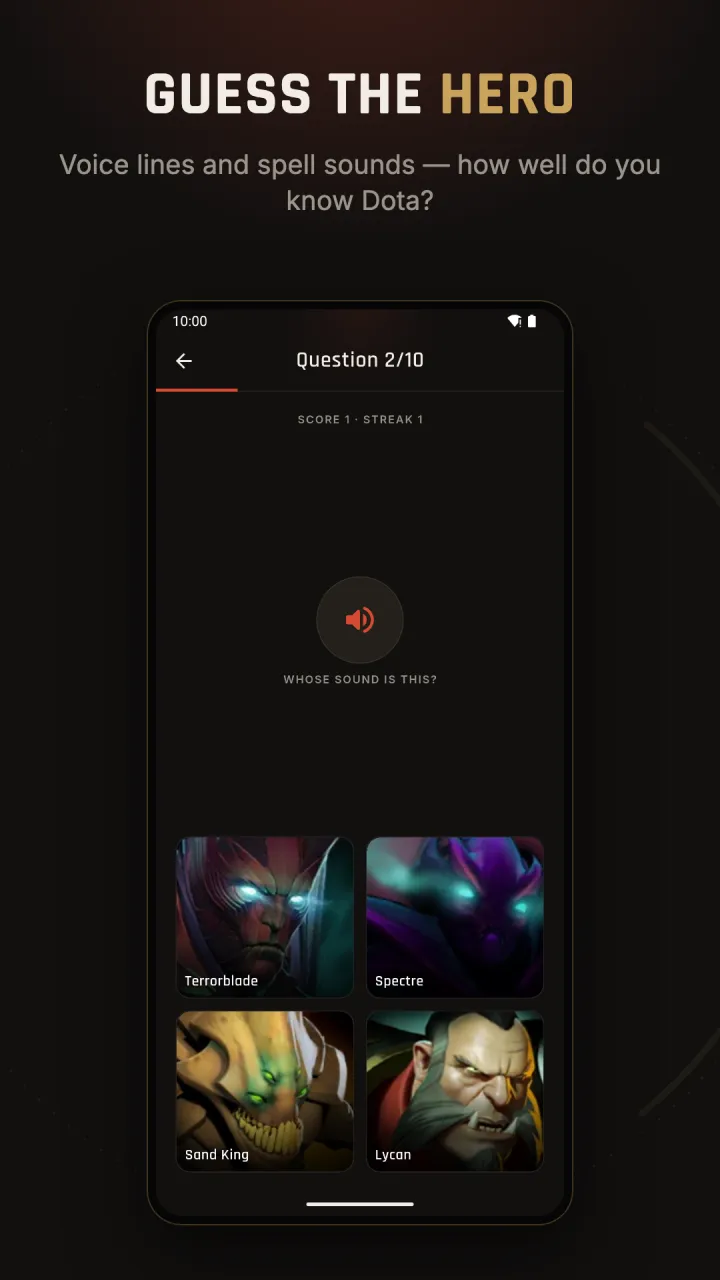 GUESS THE HERO
Voice lines and spell sounds — how well do you
know Dota?
10:00
Question 2/10
SCORE 1 · STREAK 1
WHOSE SOUND IS THIS?
Terrorblade
Spectre
Sand King
Lycan